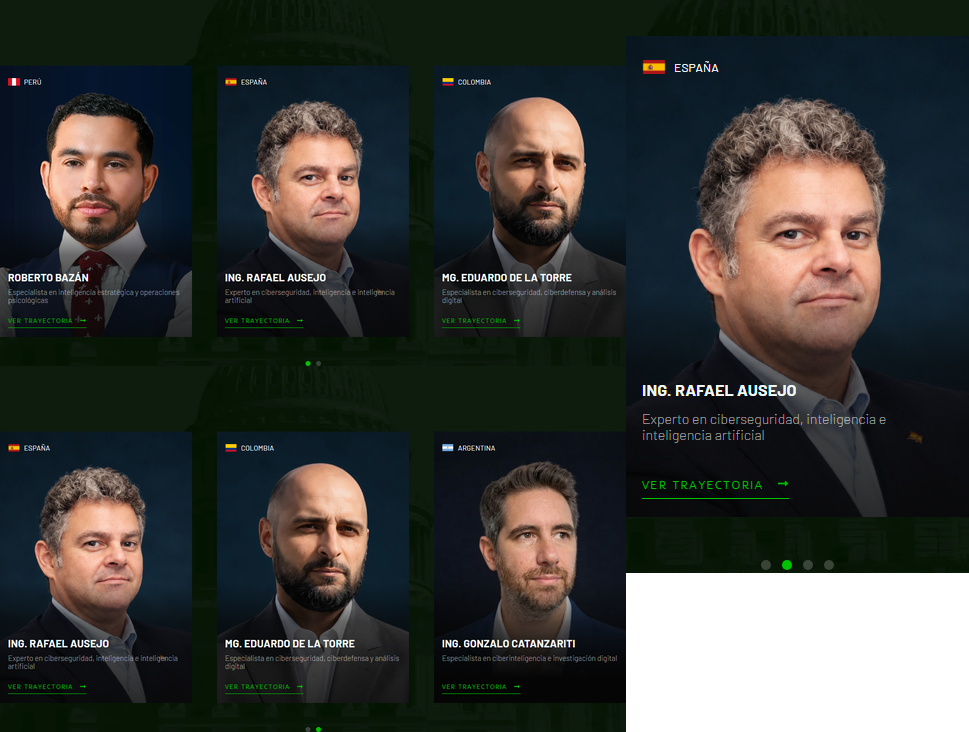 PERÚ
ROBERTO BAZÁN
Especialista en inteligencia estratégica y operaciones
psicológicas
VER TRAYECTORIA
ESPAÑA
ING. RAFAEL AUSEJO
Experto en ciberseguridad, inteligencia e inteligencia
artificial
VER TRAYECTORIA
COLOMBIA
MG. EDUARDO DE LA TORRE
Especialista en ciberseguridad, ciberdefensa y análisis
digital
VER TRAYECTORIA
ESPAÑA
ING. RAFAEL AUSEJO
Experto en ciberseguridad, inteligencia e
inteligencia artificial
VER TRAYECTORIA
ESPAÑA
ING. RAFAEL AUSEJO
Experto en ciberseguridad, inteligencia e inteligencia
artificial
VER TRAYECTORIA
COLOMBIA
MG. EDUARDO DE LA TORRE
Especialista en ciberseguridad, ciberdefensa y análisis
digital
VER TRAYECTORIA
ARGENTINA
ING. GONZALO CATANZARITI
Especialista en ciberinteligencia e investigación digital
VER TRAYECTORIA